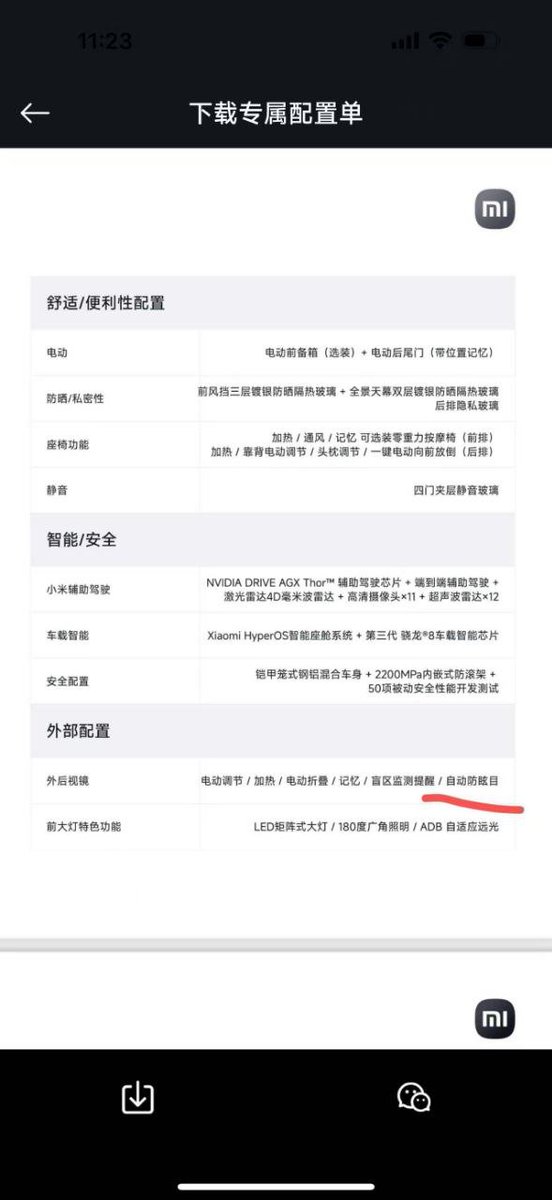 11:23
下载专属配置单
mi
舒适/便利性配置
电动
电动前备箱（选装）+ 电动后尾门（带位置记忆）
防晒/私密性
前风挡三层镀银防晒隔热玻璃 + 全景天幕双层镀银防晒隔热玻璃
后排隐私玻璃
座椅功能
加热 / 通风 / 记忆 可选装零重力按摩椅（前排）
加热 / 靠背电动调节 / 头枕调节 / 一键电动向前放倒（后排）
静音
四门夹层静音玻璃
智能/安全
小米辅助驾驶
NVIDIA DRIVE AGX Thor™ 辅助驾驶芯片 + 端到端辅助驾驶 +
激光雷达4D毫米波雷达 + 高清摄像头×11 + 超声波雷达×12
车载智能
Xiaomi HyperOS智能座舱系统 + 第三代 骁龙®8车载智能芯片
安全配置
铠甲笼式钢铝混合车身 + 2200MPa内嵌式防滚架 +
50项被动安全性能开发测试
外部配置
外后视镜
电动调节 / 加热 / 电动折叠 / 记忆 / 盲区监测提醒 / 自动防眩目
前大灯特色功能
LED矩阵式大灯 / 180度广角照明 / ADB 自适应远光
mi